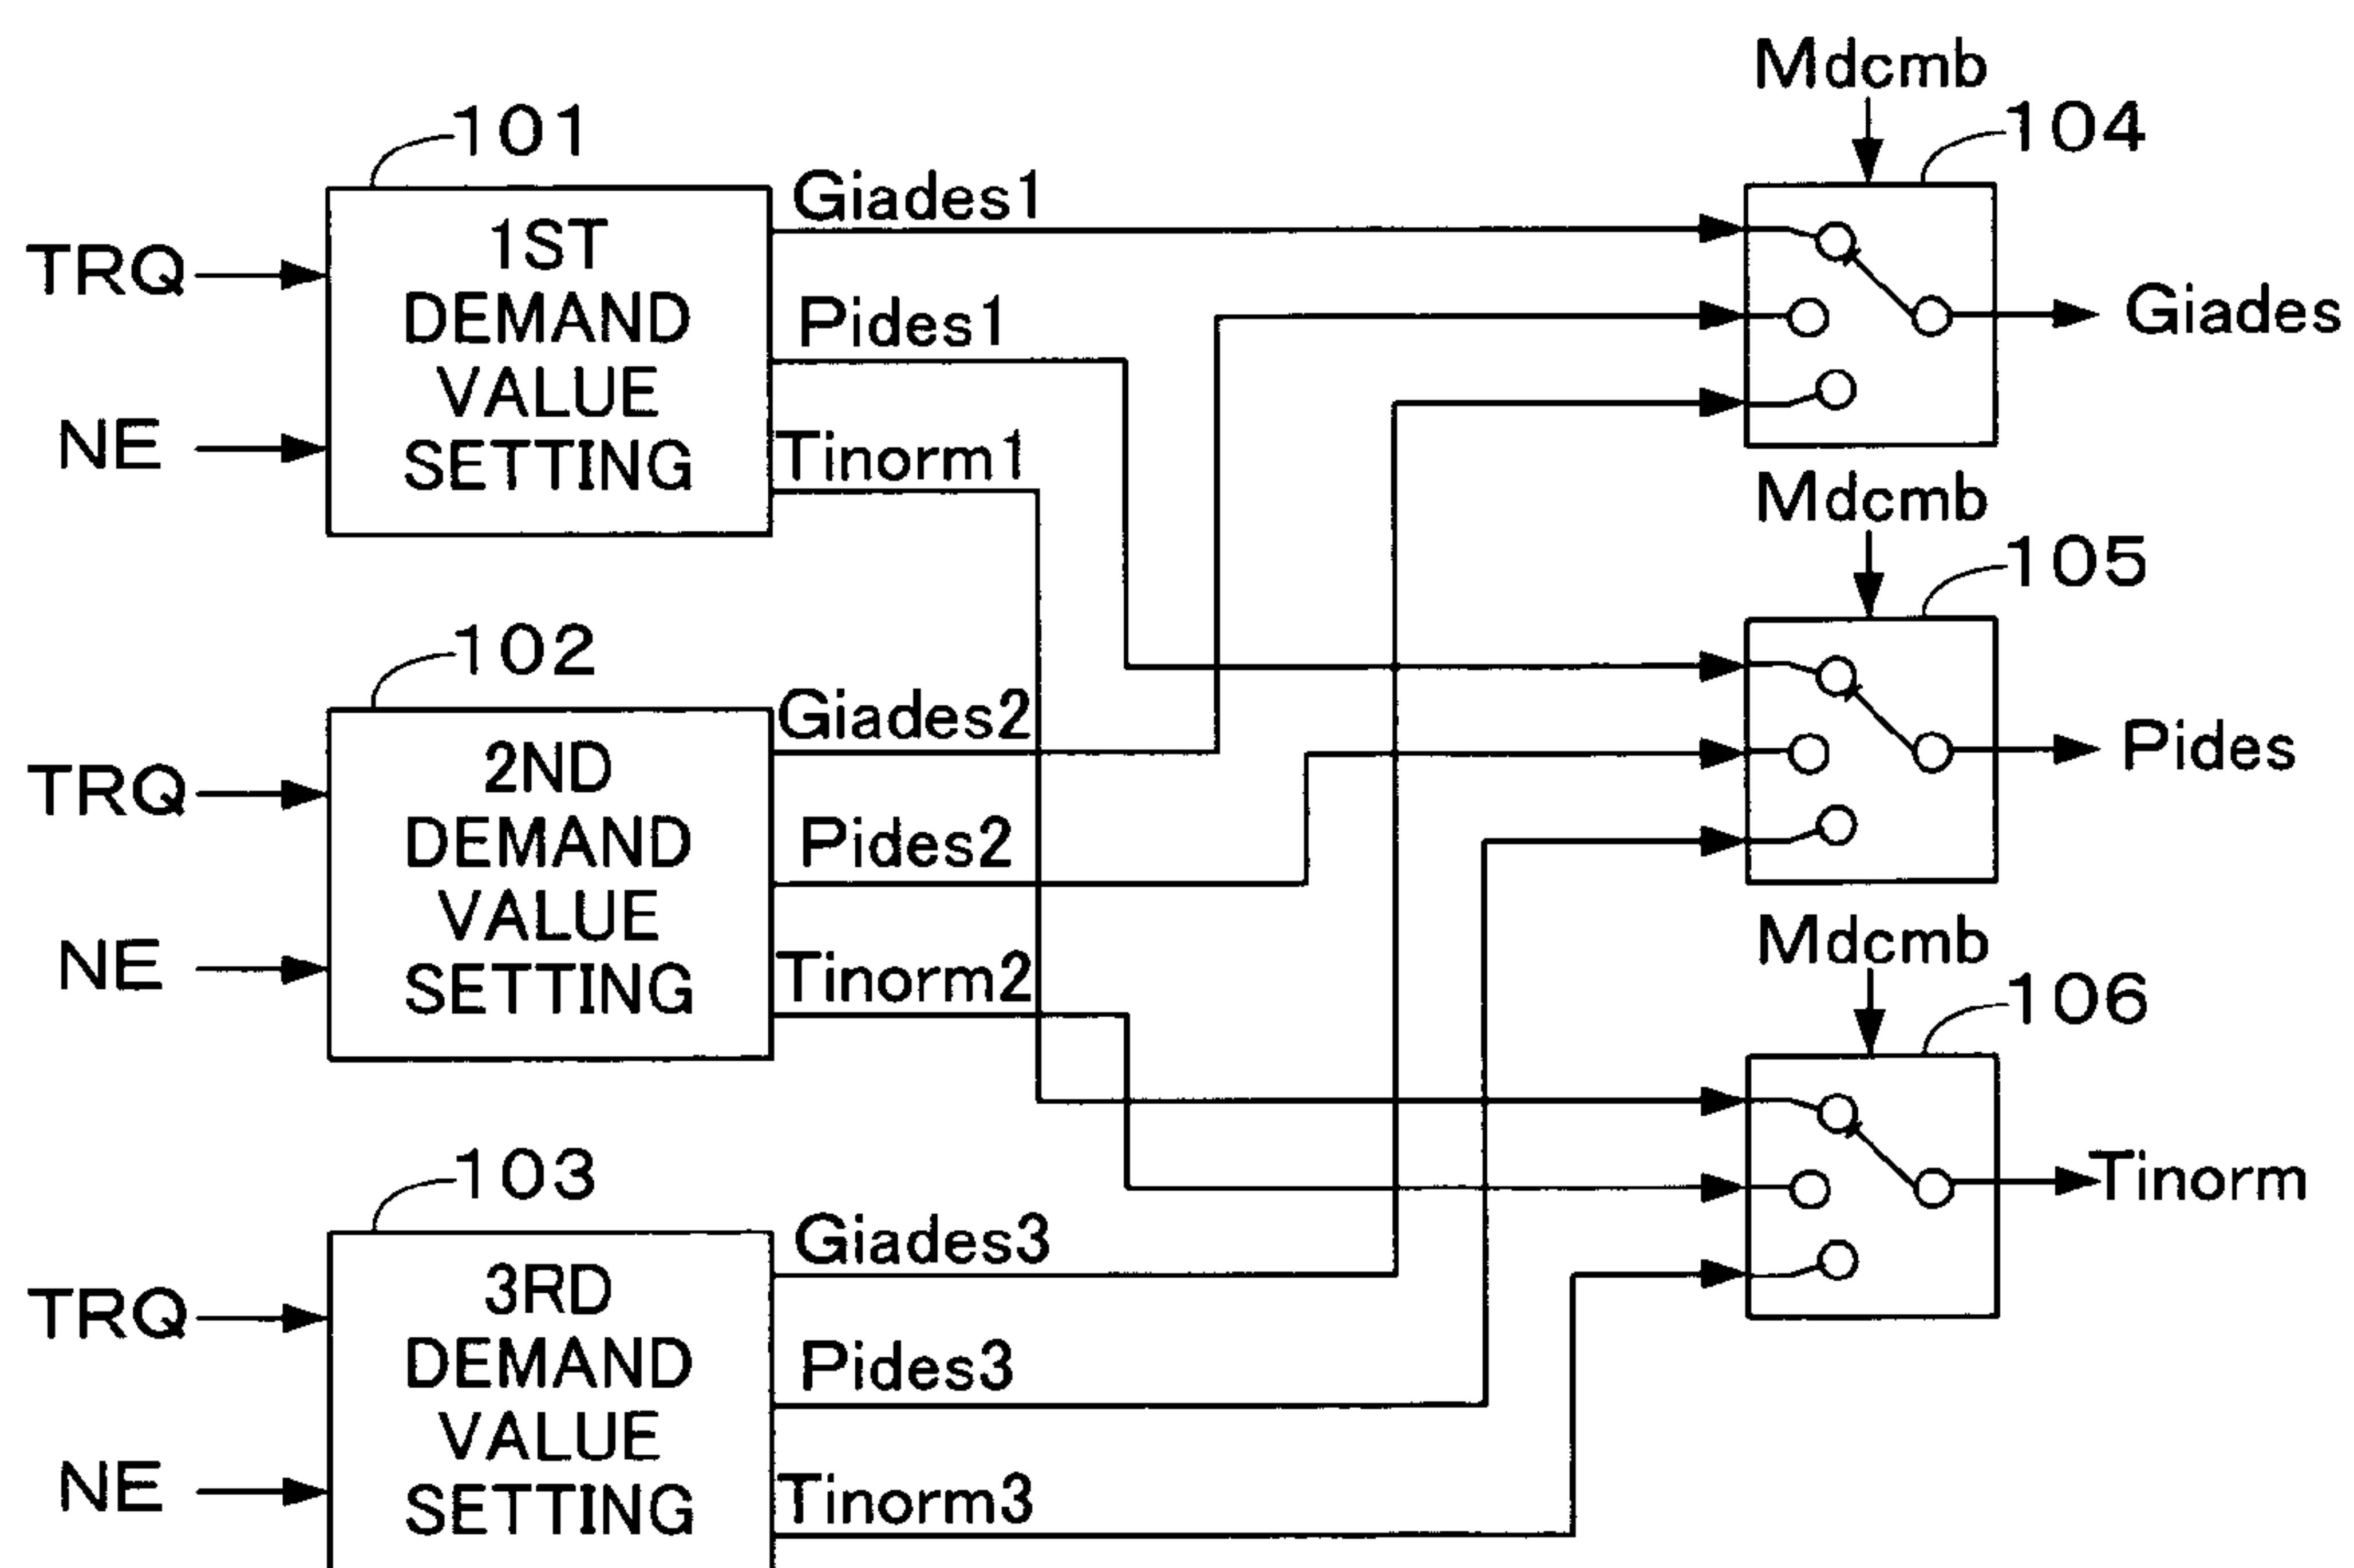 Mdcmb
101
104
Giades1
1ST
DEMAND
VALUE
SETTING
TRQ
NE
Pides1
Tinorm1
Giades
Mdcmb
105
102
Giades2
2ND
DEMAND
VALUE
SETTING
TRQ
NE
Pides2
Tinorm2
Pides
Mdcmb
106
103
Giades3
3RD
DEMAND
VALUE
SETTING
TRQ
NE
Pides3
Tinorm3
Tinorm